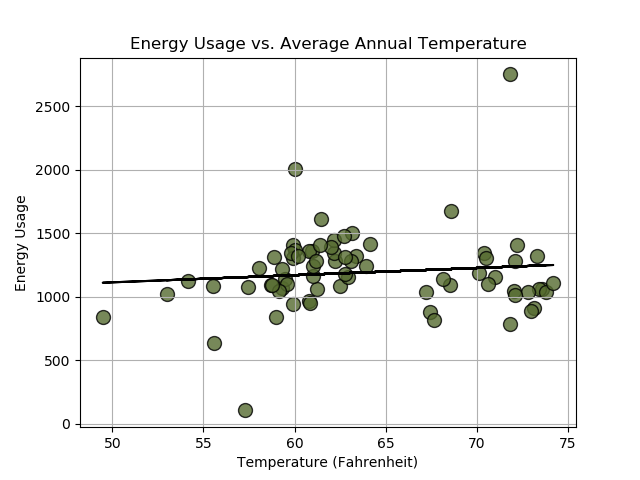 Energy Usage vs. Average Annual Temperature
2500
2000
1500
1000
500
0
Energy Usage
50 55 60 65 70 75
Temperature (Fahrenheit)